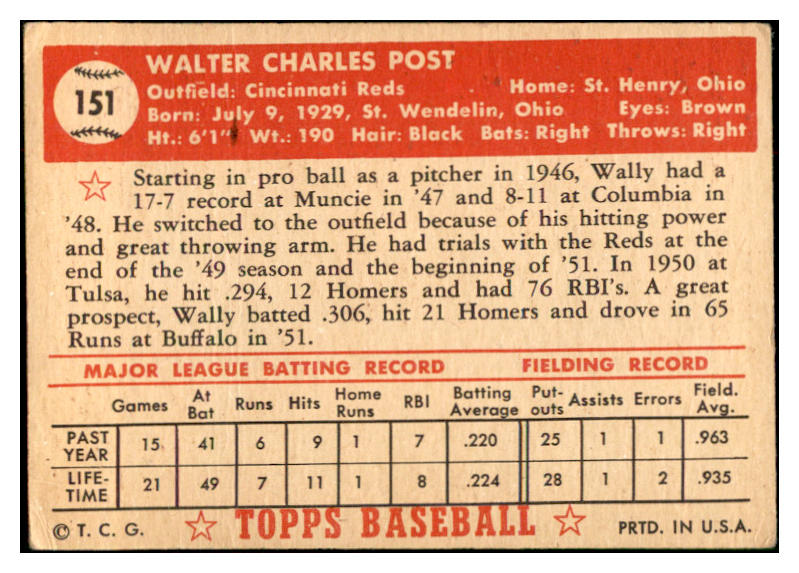 WALTER CHARLES POST
151
Outfield: Cincinnati Reds Home: St. Henry, Ohio
Born: July 9, 1929, St. Wendelin, Ohio Eyes: Brown
Ht.: 6'1" Wt.: 190 Hair: Black Bats: Right Throws: Right
Starting in pro ball as a pitcher in 1946, Wally had a
17-7 record at Muncie in '47 and 8-11 at Columbia in
'48. He switched to the outfield because of his hitting power
and great throwing arm. He had trials with the Reds at the
end of the '49 season and the beginning of '51. In 1950 at
Tulsa, he hit .294, 12 Homers and had 76 RBI's. A great
prospect, Wally batted .306, hit 21 Homers and drove in 65
Runs at Buffalo in '51.
MAJOR LEAGUE BATTING RECORD FIELDING RECORD
Games At Bat Runs Hits Home Runs RBI Batting Average Put-outs Assists Errors Field. Avg.
PAST YEAR 15 41 6 9 1 7 .220 25 1 1 .963
LIFE-TIME 21 49 7 11 1 8 .224 28 1 2 .935
© T. C. G. TOPPS BASEBALL PRTD. IN U.S.A.